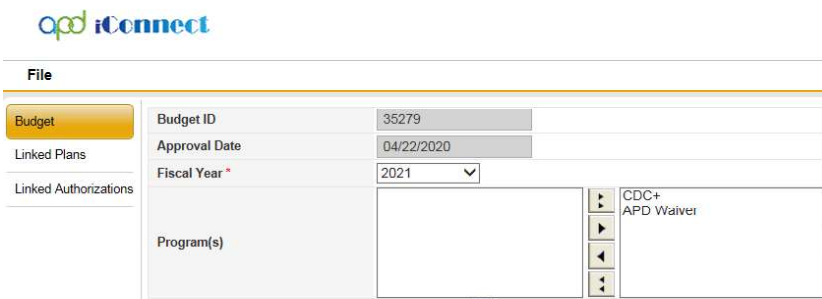 apd iConnect
File
Budget
Linked Plans
Linked Authorizations
Budget ID 35279
Approval Date 04/22/2020
Fiscal Year * 2021
Program(s)
CDC+
APD Waiver